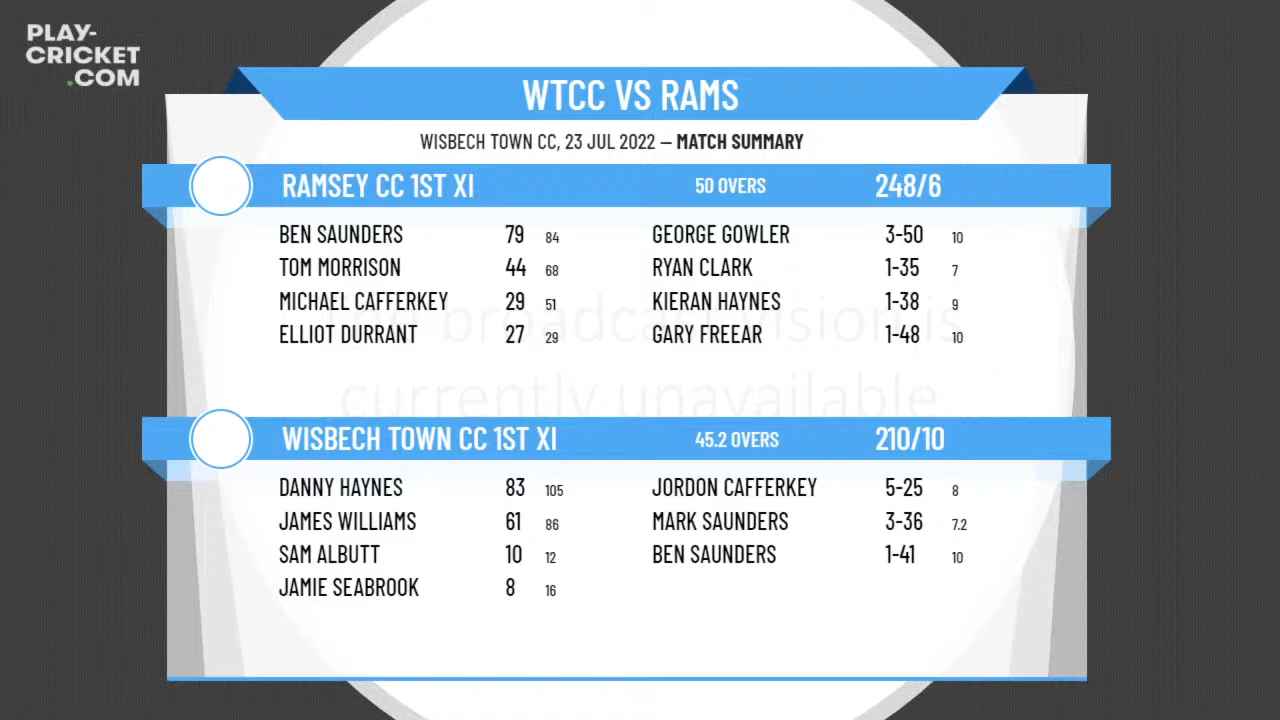 PLAY-
CRICKET
.COM
WTCC VS RAMS
WISBECH TOWN CC, 23 JUL 2022 – MATCH SUMMARY
RAMSEY CC 1ST XI 50 OVERS 248/6
BEN SAUNDERS 79 84 GEORGE GOWLER 3-50 10
TOM MORRISON 44 68 RYAN CLARK 1-35 7
MICHAEL CAFFERKEY 29 51 KIERAN HAYNES 1-38 9
ELLIOT DURRANT 27 29 GARY FREEAR 1-48 10
broadcast vision is
currently unavailable
WISBECH TOWN CC 1ST XI 45.2 OVERS 210/10
DANNY HAYNES 83 105 JORDON CAFFERKEY 5-25 8
JAMES WILLIAMS 61 86 MARK SAUNDERS 3-36 7.2
SAM ALBUTT 10 12 BEN SAUNDERS 1-41 10
JAMIE SEABROOK 8 16